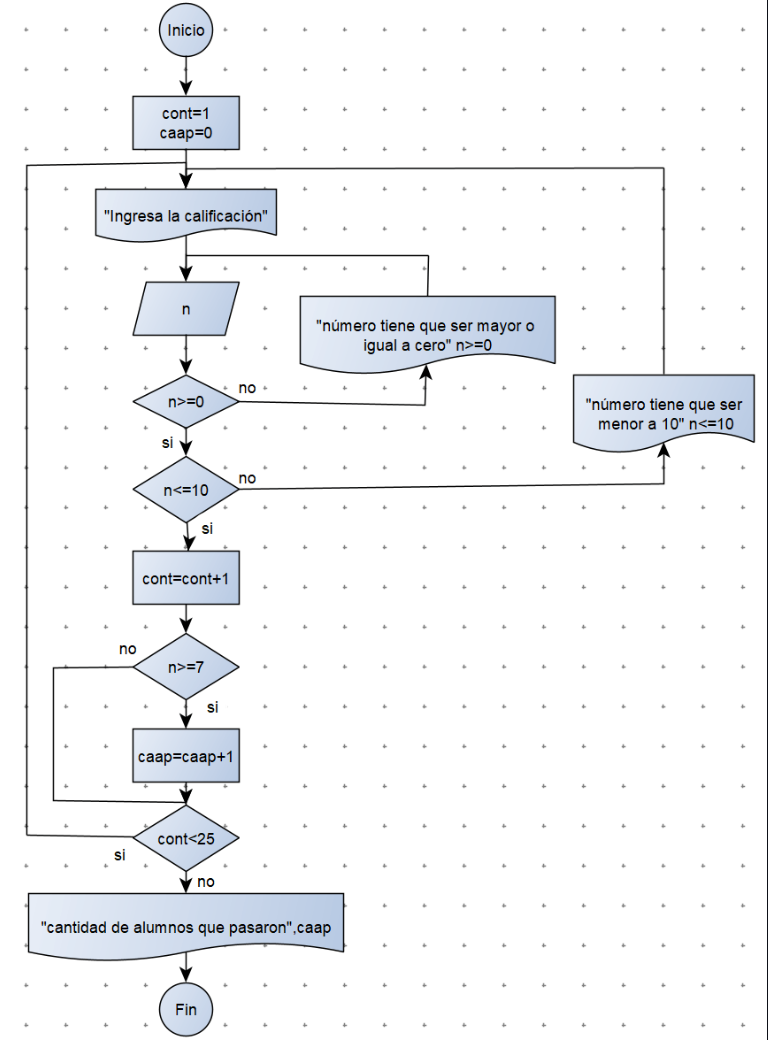 Inicio
cont=1
caap=0
"Ingresa la calificación"
n
"número tiene que ser mayor o
igual a cero" n>=0
n>=0
no
si
"número tiene que ser
menor a 10" n<=10
n<=10
no
si
cont=cont+1
n>=7
no
si
caap=caap+1
cont<25
si
no
"cantidad de alumnos que pasaron",caap
Fin